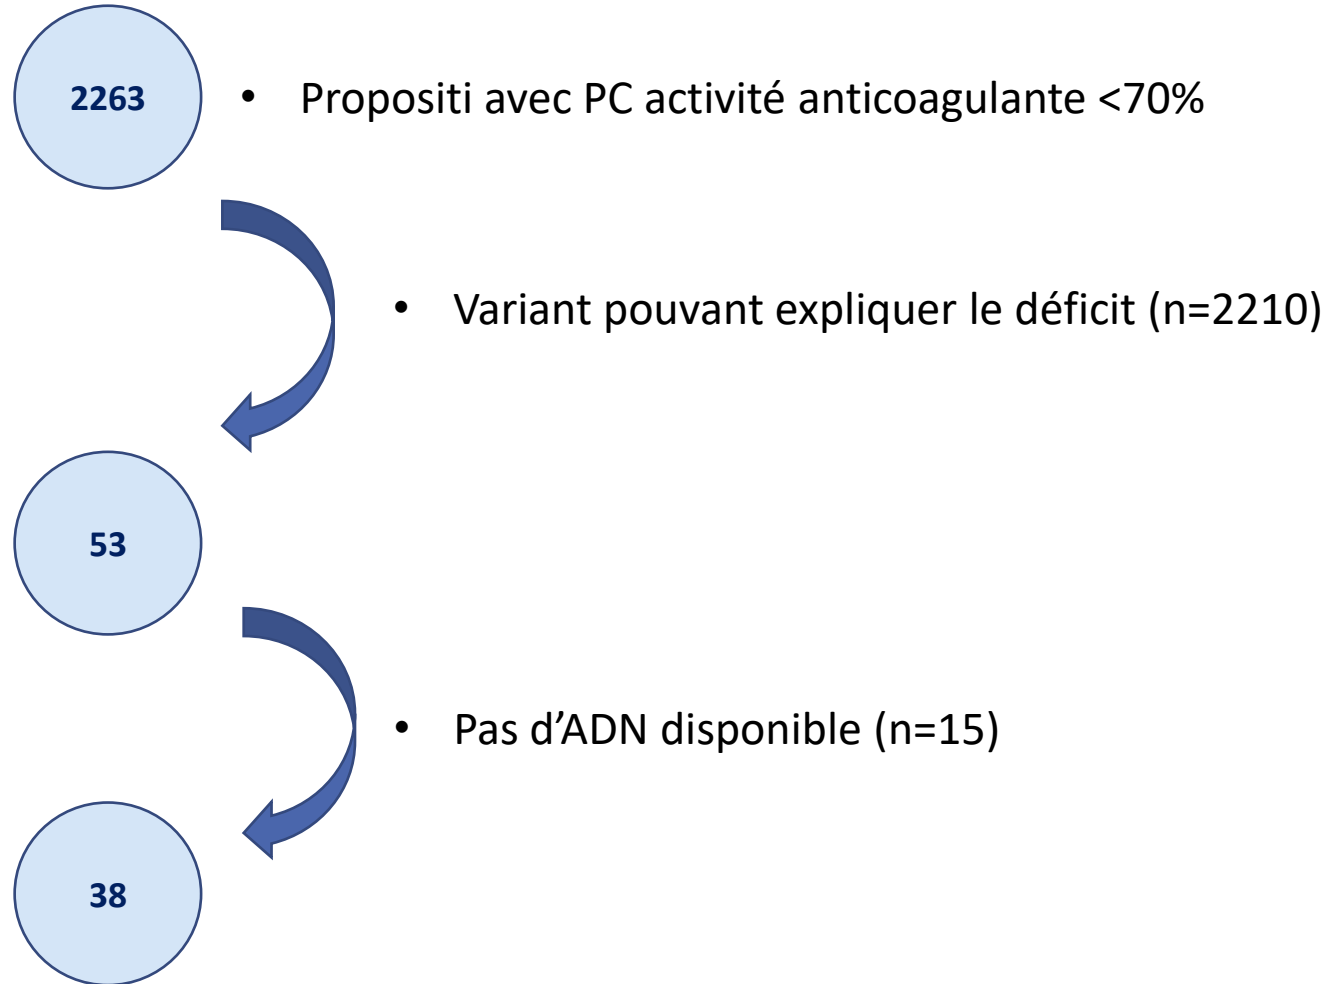 2263
• Propositi avec PC activité anticoagulante <70%
• Variant pouvant expliquer le déficit (n=2210)
53
• Pas d’ADN disponible (n=15)
38